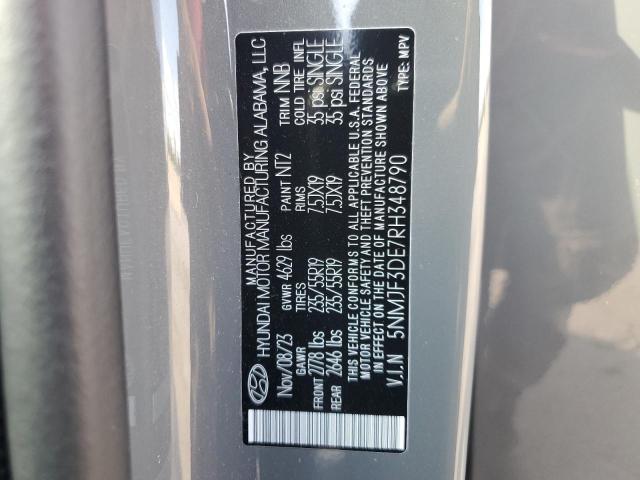 MANUFACTURED BY
HYUNDAI MOTOR MANUFACTURING ALABAMA, LLC
Nov/08/23 GVWR 4629 lbs PAINT NT2 TRIM NNB
GAWR TIRES RIMS COLD TIRE INFL
FRONT 2778 lbs 235/55R19 7.5JX19 35 psi SINGLE
REAR 2646 lbs 235/55R19 7.5JX19 35 psi SINGLE
THIS VEHICLE CONFORMS TO ALL APPLICABLE U.S.A. FEDERAL
MOTOR VEHICLE SAFETY AND THEFT PREVENTION STANDARDS
IN EFFECT ON THE DATE OF MANUFACTURE SHOWN ABOVE
V.I.N 5NMJF3DE7RH348790 TYPE: MPV